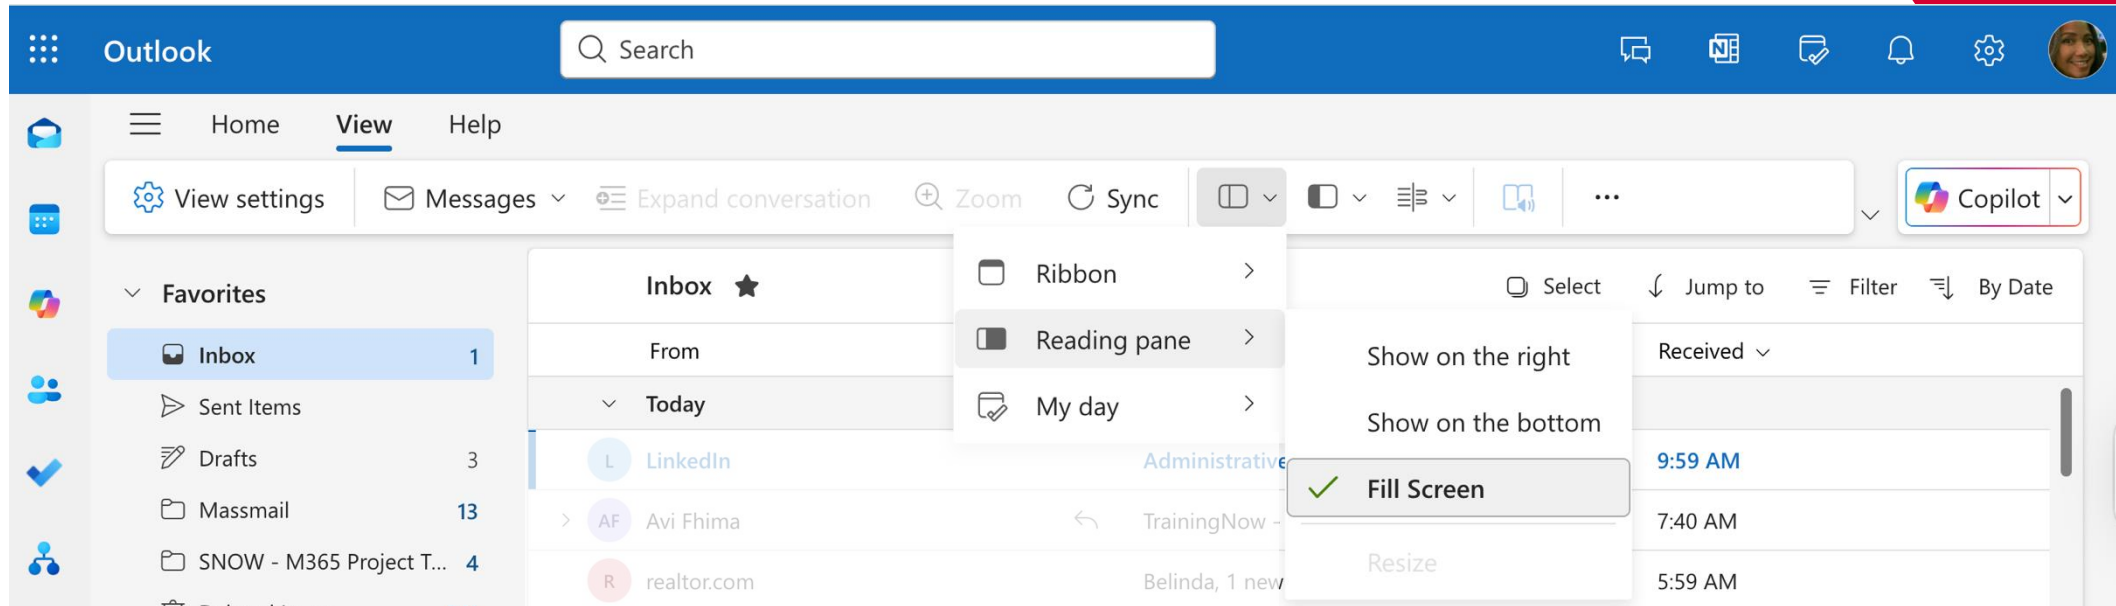 Outlook
Search
Home View Help
View settings Messages Expand conversation Zoom Sync ... Copilot
Favorites
Inbox 1
Sent Items
Drafts 3
Massmail 13
SNOW - M365 Project T... 4
Inbox
Select Jump to Filter By Date
From Received
Today
L LinkedIn Administrative 9:59 AM
AF Avi Fhima TrainingNow - 7:40 AM
R realtor.com Belinda, 1 new 5:59 AM
Ribbon
Reading pane
My day
Show on the right
Show on the bottom
Fill Screen
Resize